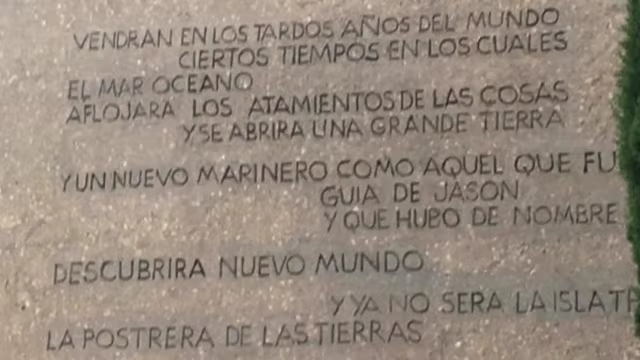 VENDRAN EN LOS TARDOS AÑOS DEL MUNDO
CIERTOS TIEMPOS EN LOS CUALES
EL MAR OCEANO
AFLOJARA LOS ATAMIENTOS DE LAS COSAS
Y SE ABRIRA UNA GRANDE TIERRA
Y UN NUEVO MARINERO COMO AQUEL QUE FU
GUIA DE JASON
Y QUE HUBO DE NOMBRE
DESCUBRIRA NUEVO MUNDO
Y YA NO SERA LA ISLA
LA POSTRERA DE LAS TIERRAS